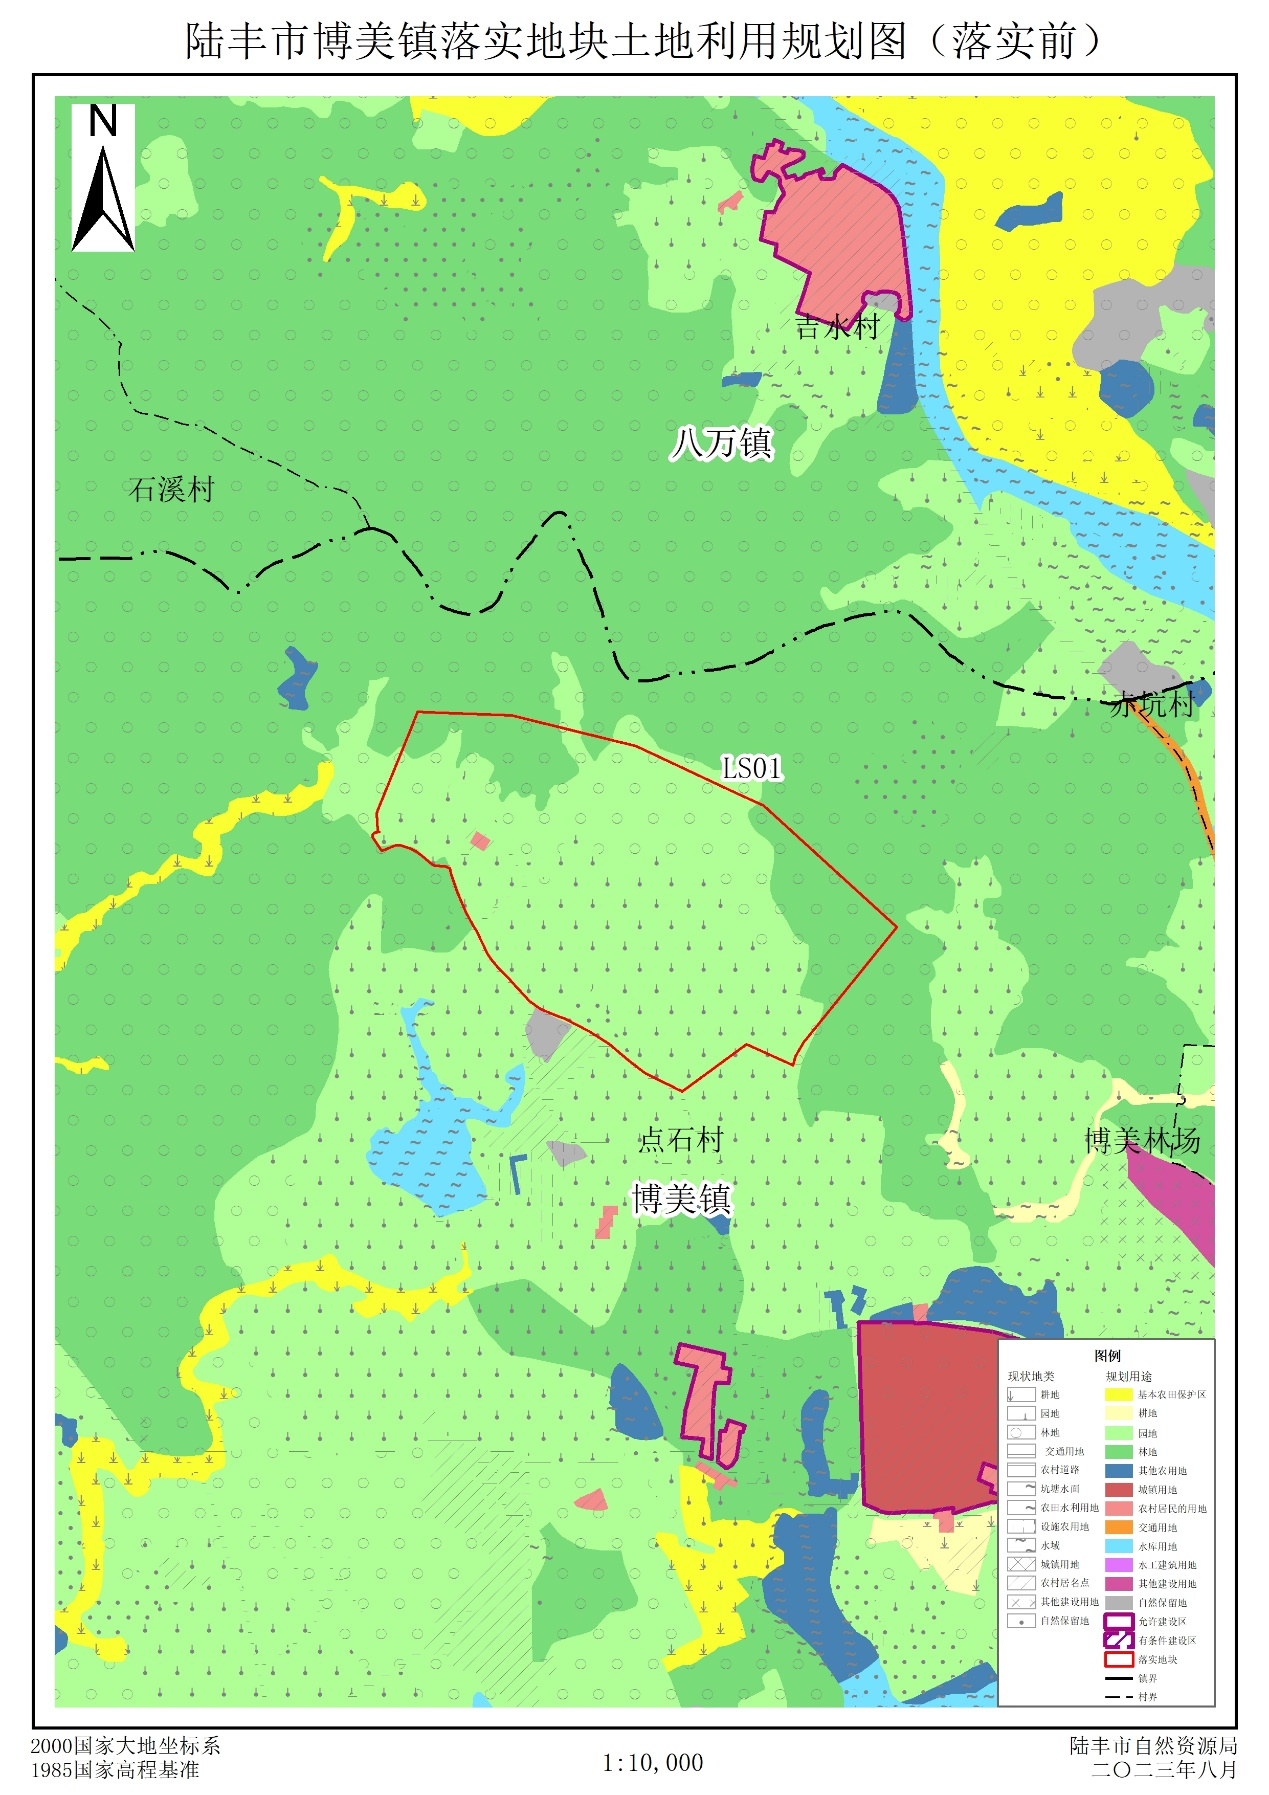 陆丰市博美镇落实地块土地利用规划图（落实前）
N
吉水村
八万镇
石溪村
赤坑村
LS01
点石村
博美林场
博美镇
图例
现状地类 规划用途
耕地 基本农田保护区
园地 耕地
林地 园地
交通用地 林地
农村道路 其他农用地
坑塘水面 城镇用地
农田水利用地 农村居民的用地
设施农用地 交通用地
水域 水库用地
城镇用地 水工建筑用地
农村居名点 其他建设用地
其他建设用地 自然保留地
自然保留地 允许建设区
有条件建设区
落实地块
镇界
村界
2000国家大地坐标系
1985国家高程基准
1:10,000
陆丰市自然资源局
二〇二三年八月